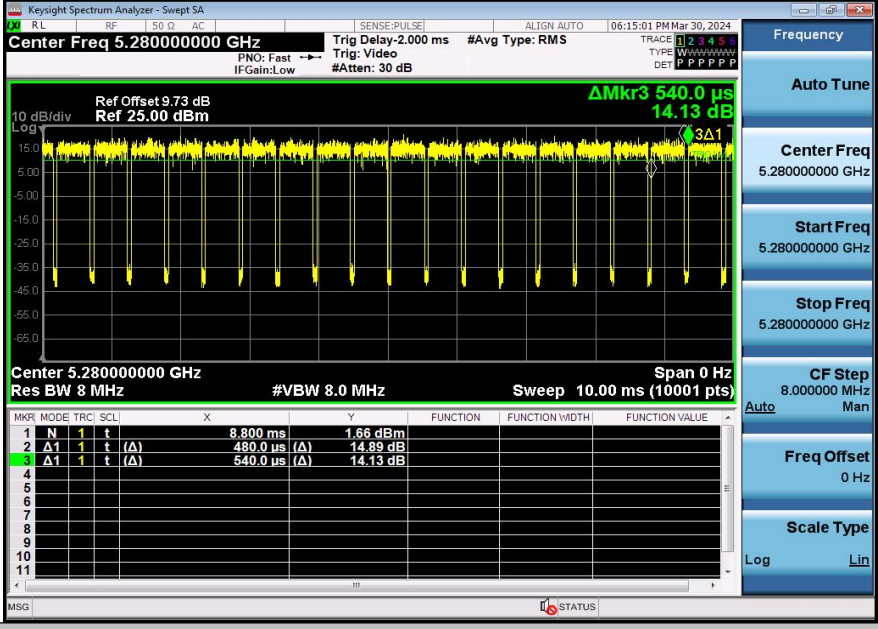 Keysight Spectrum Analyzer - Swept SA
LXI RL RF 50 Ω AC SENSE:PULSE ALIGN AUTO 06:15:01 PM Mar 30, 2024
Center Freq 5.280000000 GHz
PNO: Fast
IFGain:Low
Trig Delay-2.000 ms
Trig: Video
#Atten: 30 dB
#Avg Type: RMS
TRACE 1 2 3 4 5 6
TYPE WWWWWW
DET P P P P P P
ΔMkr3 540.0 µs
14.13 dB
Ref Offset 9.73 dB
10 dB/div Ref 25.00 dBm
Log
3Δ1
15.0
5.00
-5.00
-15.0
-25.0
-35.0
-45.0
-55.0
-65.0
Center 5.280000000 GHz Span 0 Hz
Res BW 8 MHz #VBW 8.0 MHz Sweep 10.00 ms (10001 pts)
MKR MODE TRC SCL X Y FUNCTION FUNCTION WIDTH FUNCTION VALUE
1 N 1 t 8.800 ms 1.66 dBm
2 Δ1 1 t (Δ) 480.0 µs (Δ) 14.89 dB
3 Δ1 1 t (Δ) 540.0 µs (Δ) 14.13 dB
4
5
6
7
8
9
10
11
MSG STATUS
Frequency
Auto Tune
Center Freq
5.280000000 GHz
Start Freq
5.280000000 GHz
Stop Freq
5.280000000 GHz
CF Step
8.000000 MHz
Auto Man
Freq Offset
0 Hz
Scale Type
Log Lin